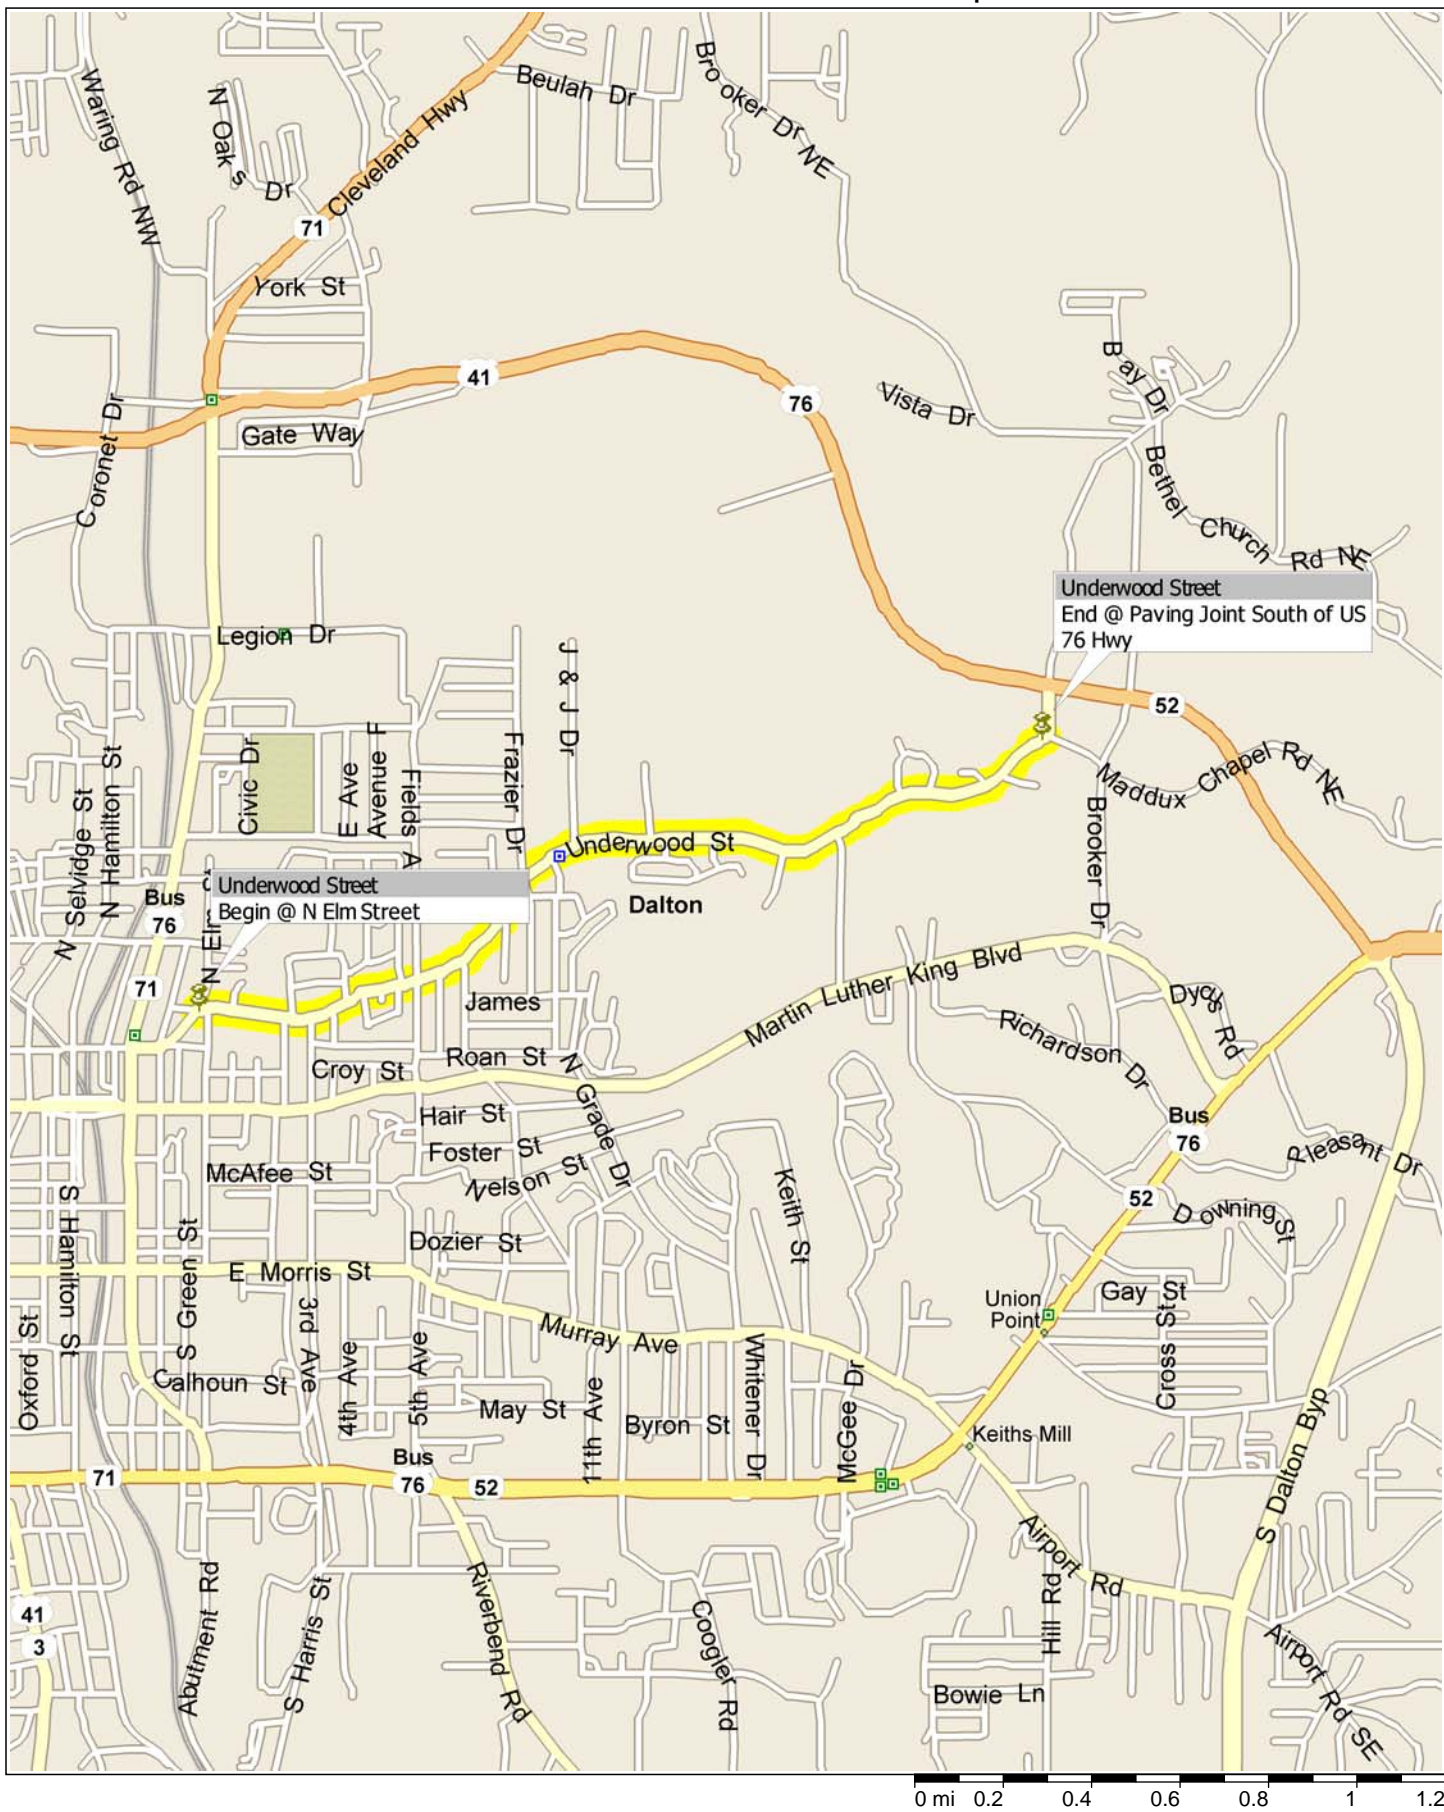 Beulah Dr
Brooker Dr NE
Waring Rd NW
N Oaks Dr
Cleveland Hwy
71
York St
41
76
Vista Dr
Bay Dr
Coronet Dr
Gate Way
Bethel Church Rd NE
Underwood Street
End @ Paving Joint South of US
76 Hwy
Legion Dr
J & J Dr
52
N Selvidge St
N Hamilton St
Civic Dr
E Ave
Avenue F
Fields A
Frazier Dr
Maddux Chapel Rd NE
Brooker Dr
Underwood St
Underwood Street
Begin @ N Elm Street
Dalton
Bus
76
N Elm St
71
James
Martin Luther King Blvd
Dycus Rd
Richardson Dr
Croy St
Roan St
N Grade Dr
Hair St
Foster St
Nelson St
McAfee St
Bus
76
Pleasant Dr
52
Downing St
Keith St
S Hamilton St
S Green St
Dozier St
E Morris St
3rd Ave
Gay St
Union
Point
Cross St
Oxford St
Murray Ave
4th Ave
5th Ave
Whitener Dr
McGee Dr
Calhoun St
May St
11th Ave
Byron St
Keiths Mill
S Dalton Byp
71
Bus
76
52
Airport Rd
Abutment Rd
S Harris St
Riverbend Rd
Coogler Rd
Hill Rd
41
3
Airport Rd SE
Bowie Ln
0 mi 0.2 0.4 0.6 0.8 1 1.2